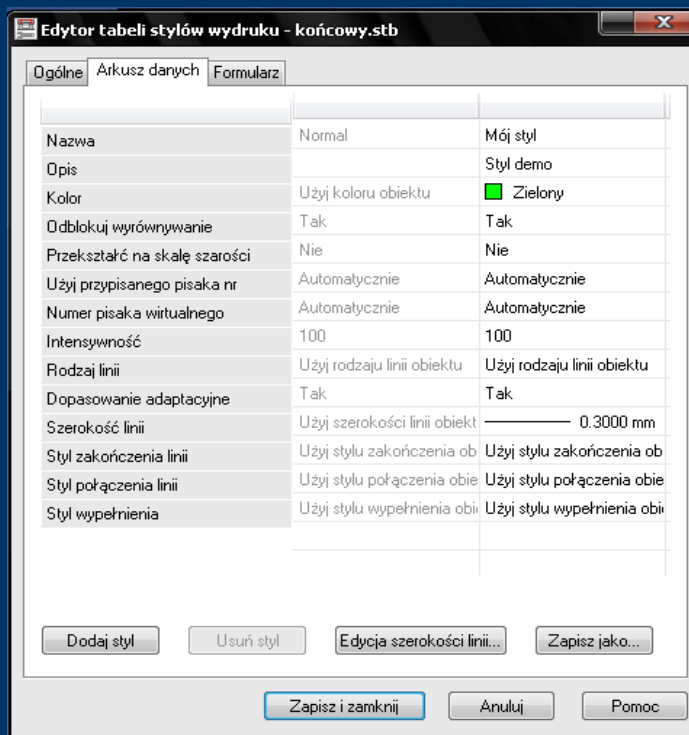 Edytor tabeli stylów wydruku - końcowy.stb
Ogólne Arkusz danych Formularz
Nazwa Normal Mój styl
Opis Styl demo
Kolor Użyj koloru obiektu Zielony
Odblokuj wyrównywanie Tak Tak
Przekształć na skalę szarości Nie Nie
Użyj przypisanego pisaka nr Automatycznie Automatycznie
Numer pisaka wirtualnego Automatycznie Automatycznie
Intensywność 100 100
Rodzaj linii Użyj rodzaju linii obiektu Użyj rodzaju linii obiektu
Dopasowanie adaptacyjne Tak Tak
Szerokość linii Użyj szerokości linii obiekt 0.3000 mm
Styl zakończenia linii Użyj stylu zakończenia ob Użyj stylu zakończenia ob
Styl połączenia linii Użyj stylu połączenia obie Użyj stylu połączenia obie
Styl wypełnienia Użyj stylu wypełnienia obi Użyj stylu wypełnienia obi
Dodaj styl Usuń styl Edycja szerokości linii... Zapisz jako...
Zapisz i zamknij Anuluj Pomoc